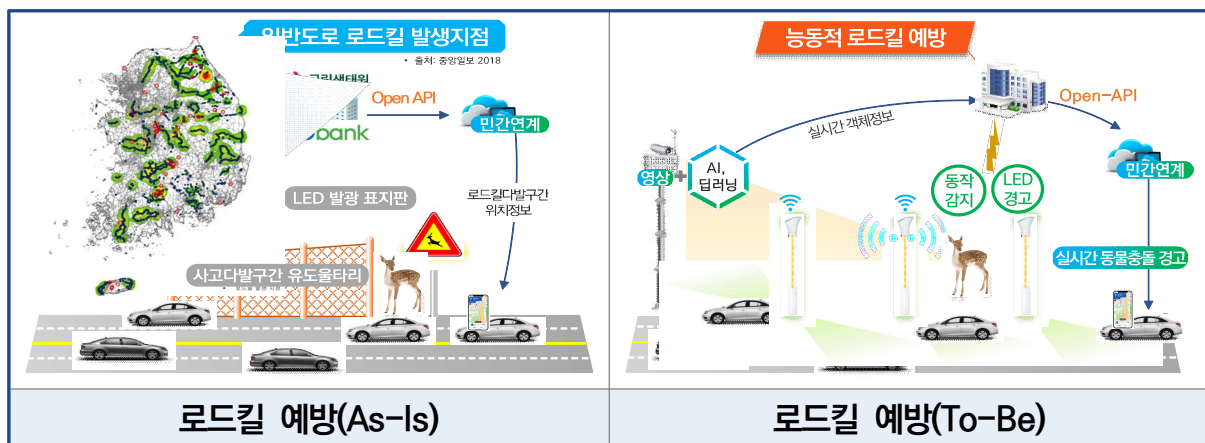 일반도로 로드킬 발생지점
• 출처: 중앙일보 2018
Open API
bank
민간연계
LED 발광 표지판
로드킬다발구간
위치정보
사고다발구간 유도울타리
로드킬 예방(As-Is)
능동적 로드킬 예방
Open-API
실시간 객체정보
영상
+
AI,
딥러닝
동작
감지
LED
경고
민간연계
실시간 동물충돌 경고
로드킬 예방(To-Be)